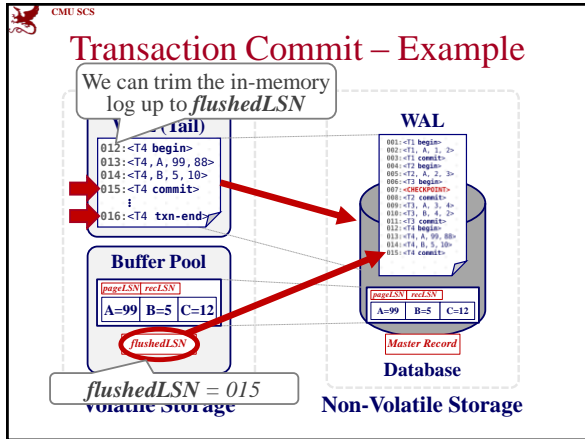 CMU SCS
Transaction Commit – Example
We can trim the in-memory
log up to flushedLSN
(Tail)
012:<T4 begin>
013:<T4, A, 99, 88>
014:<T4, B, 5, 10>
015:<T4 commit>
⋮
016:<T4 txn-end>
Buffer Pool
pageLSN recLSN
A=99 B=5 C=12
flushedLSN
flushedLSN = 015
Volatile Storage
WAL
001:<T1 begin>
002:<T1, A, 1, 2>
003:<T1 commit>
004:<T2 begin>
005:<T2, A, 2, 3>
006:<T3 begin>
007:<CHECKPOINT>
008:<T2 commit>
009:<T3, A, 3, 4>
010:<T3, B, 4, 2>
011:<T3 commit>
012:<T4 begin>
013:<T4, A, 99, 88>
014:<T4, B, 5, 10>
015:<T4 commit>
pageLSN recLSN
A=99 B=5 C=12
Master Record
Database
Non-Volatile Storage